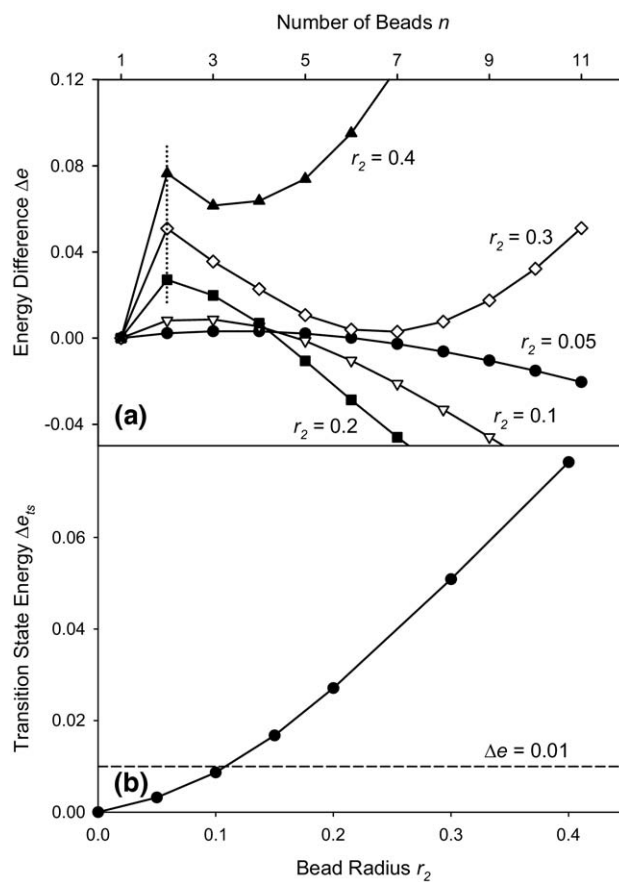 Number of Beads n
1 3 5 7 9 11
0.12
0.08
0.04
0.00
-0.04
Energy Difference Δe
r2 = 0.4
r2 = 0.3
r2 = 0.05
r2 = 0.1
r2 = 0.2
(a)
0.06
0.04
0.02
0.00
Transition State Energy Δets
Δe = 0.01
(b)
0.0 0.1 0.2 0.3 0.4
Bead Radius r2